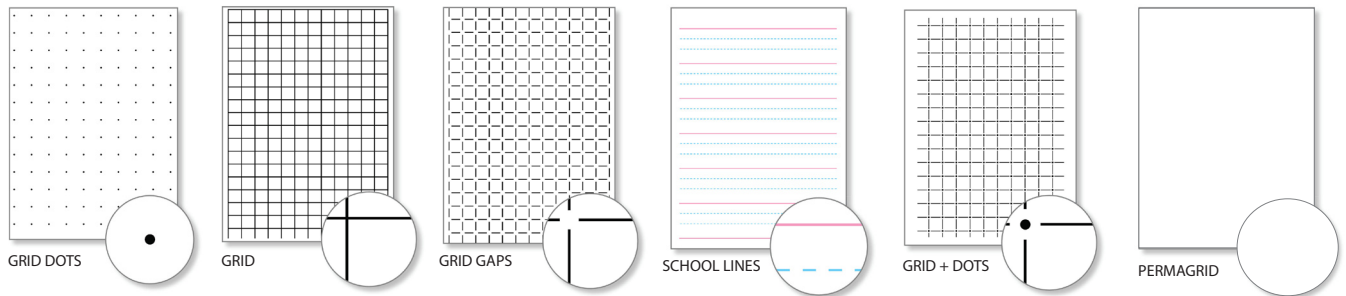 GRID DOTS
GRID
GRID GAPS
SCHOOL LINES
GRID + DOTS
PERMAGRID